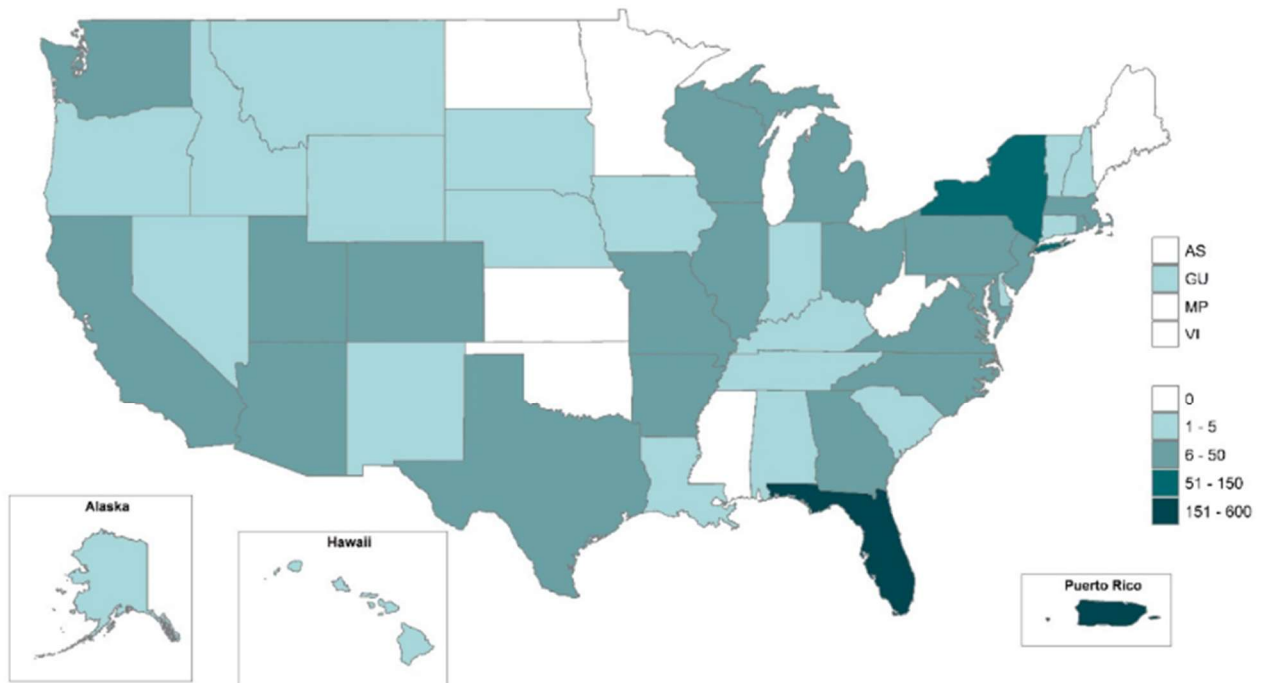 AS
GU
MP
VI
0
1 - 5
6 - 50
51 - 150
151 - 600
Alaska
Hawaii
Puerto Rico